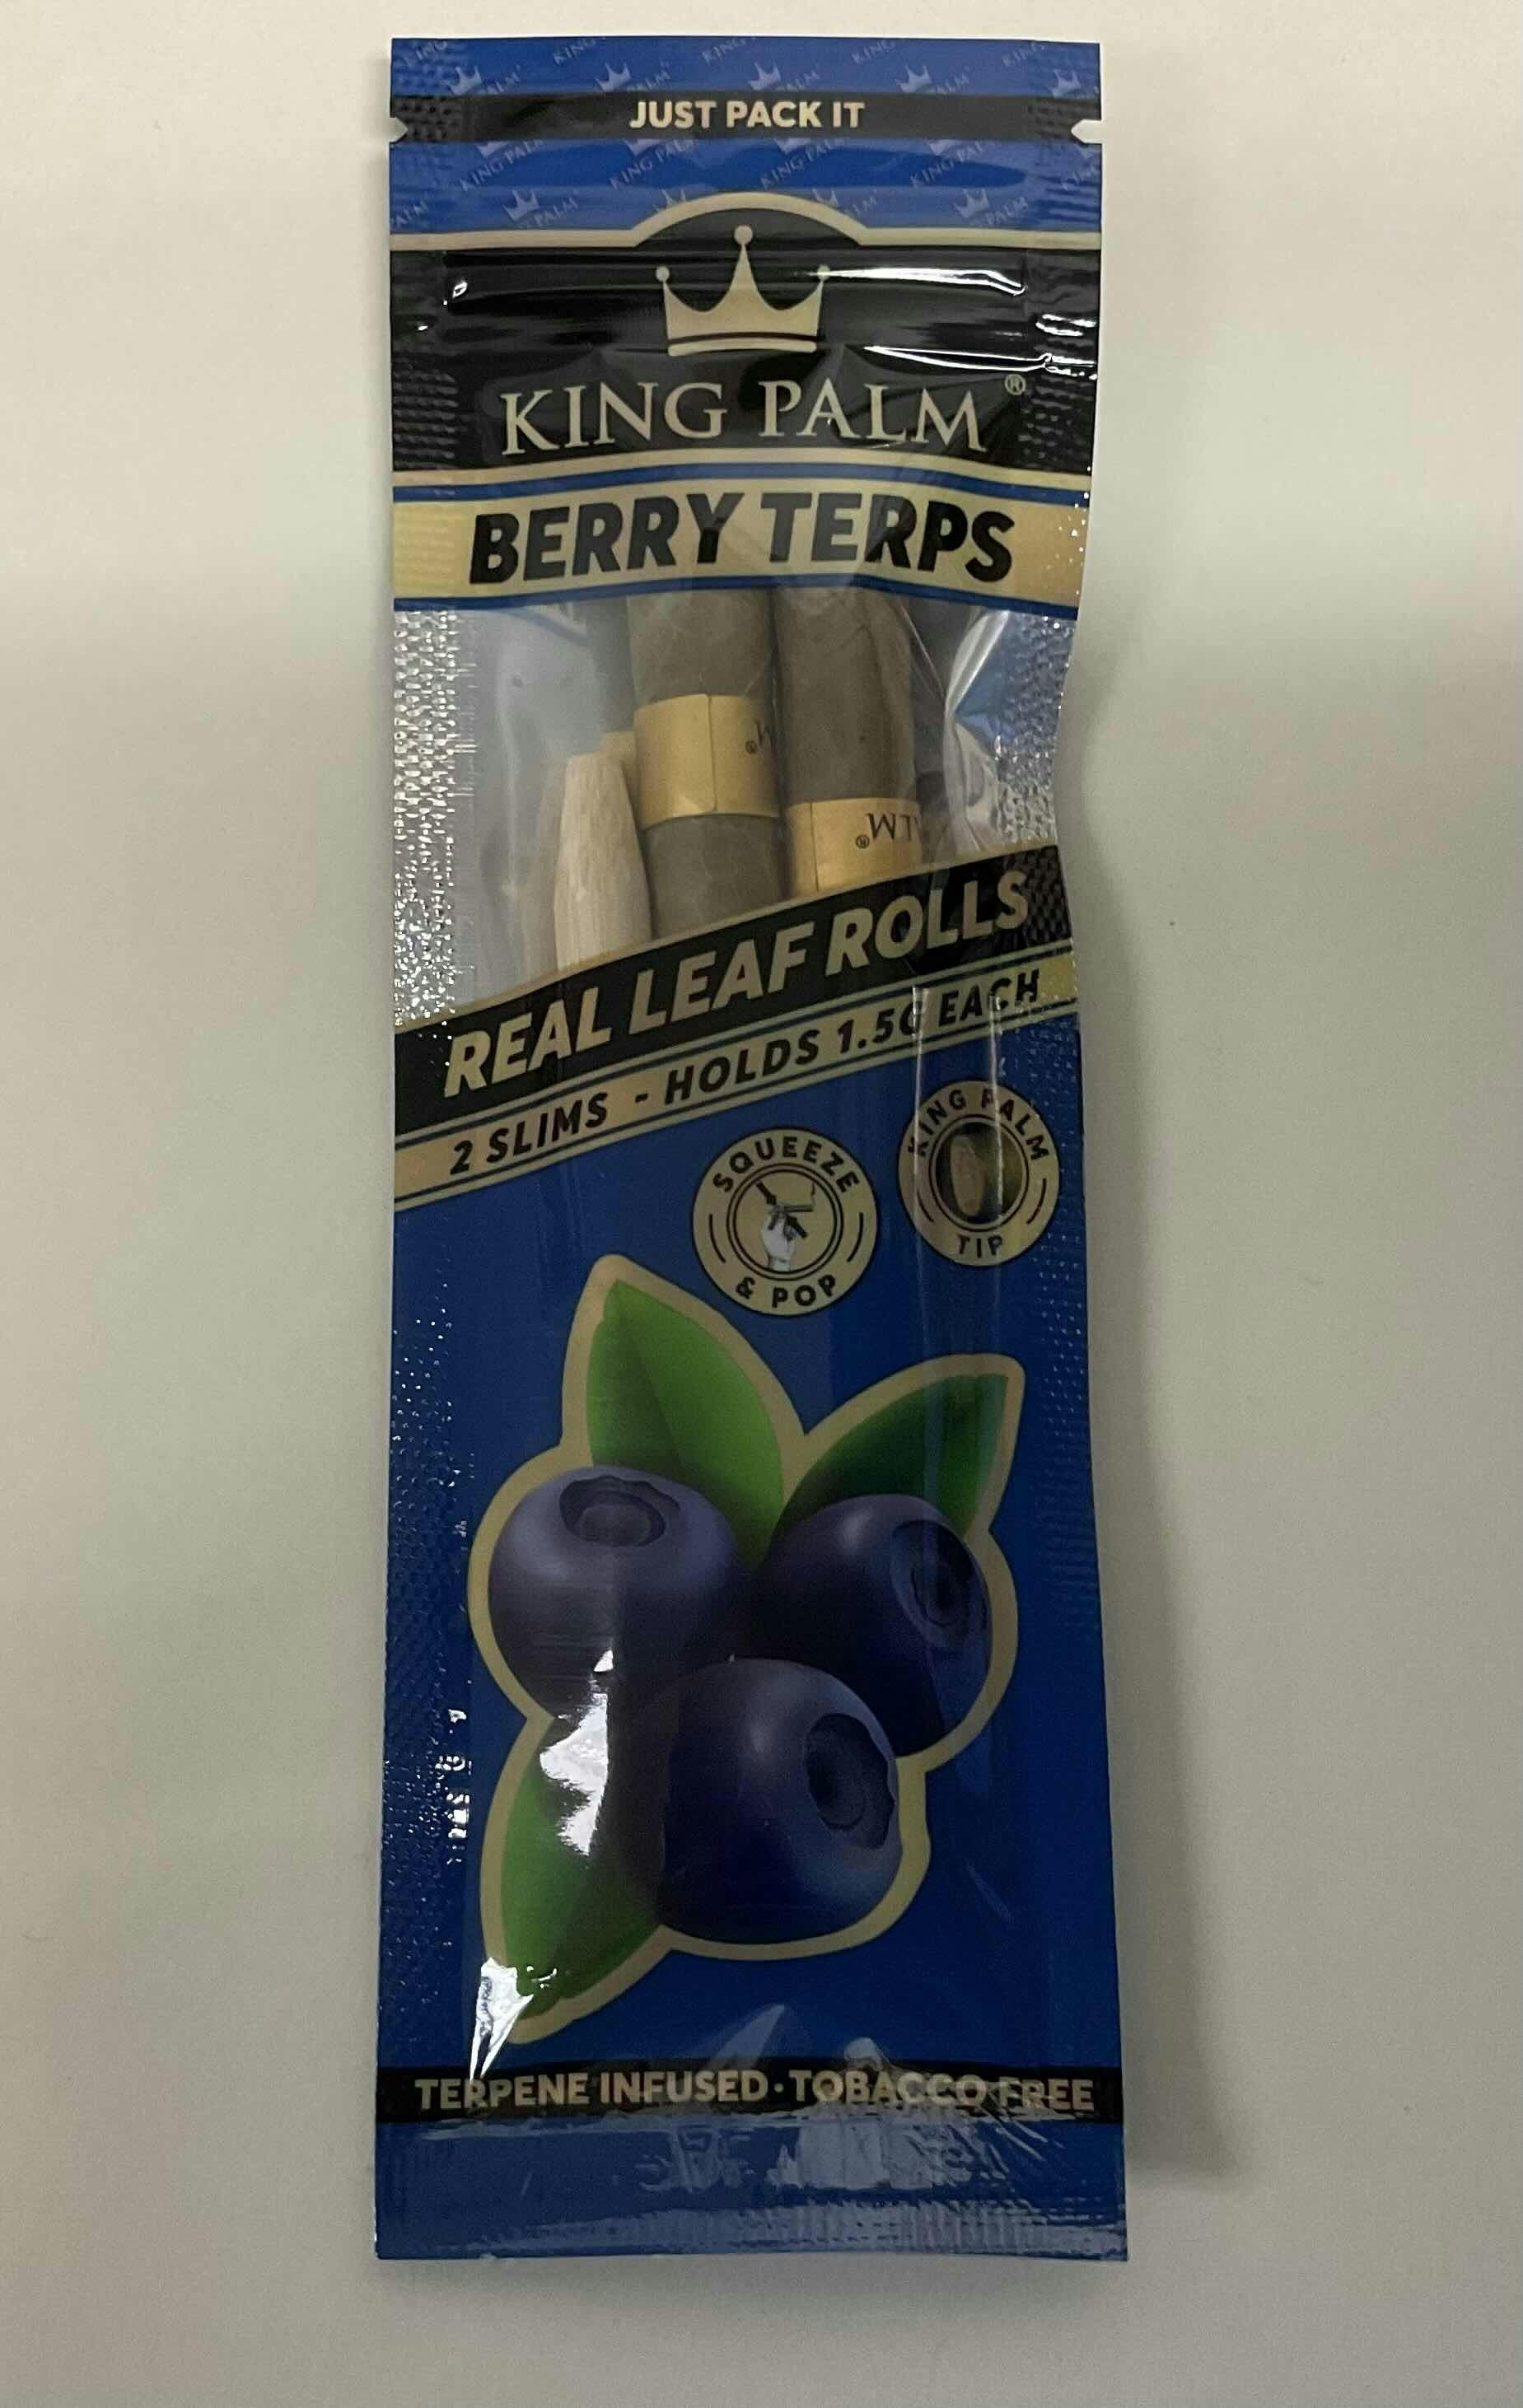 JUST PACK IT
KING PALM®
BERRY TERPS
REAL LEAF ROLLS
2 SLIMS - HOLDS 1.5G EACH
SQUEEZE
& POP
KING PALM
TIP
TERPENE INFUSED · TOBACCO FREE